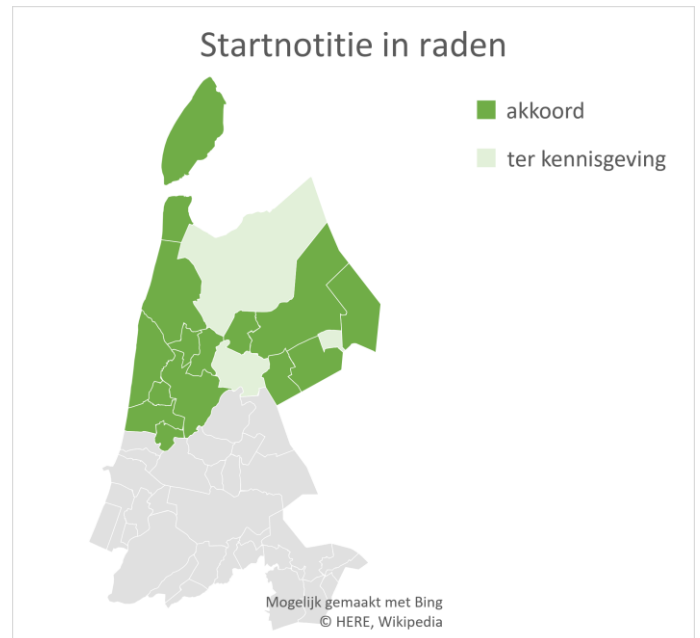 Startnotitie in raden
akkoord
ter kennisgeving
Mogelijk gemaakt met Bing
© HERE, Wikipedia